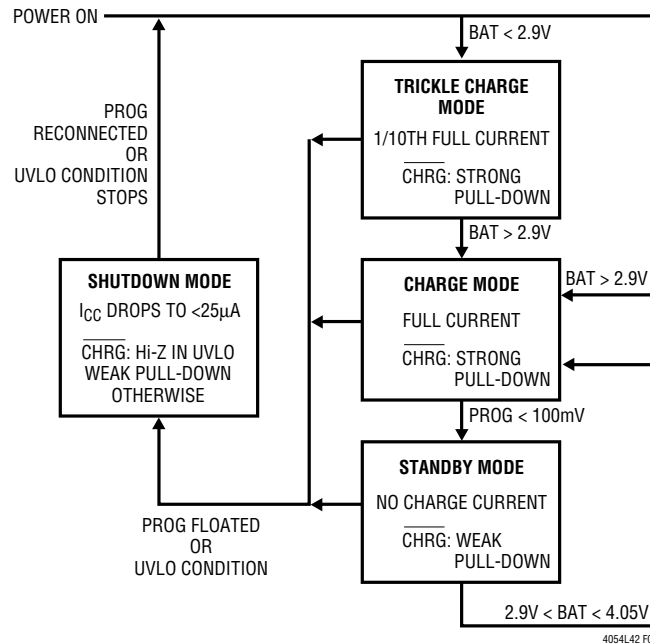 POWER ON
BAT < 2.9V
TRICKLE CHARGE
MODE
1/10TH FULL CURRENT
CHRG: STRONG
PULL-DOWN
PROG
RECONNECTED
OR
UVLO CONDITION
STOPS
BAT > 2.9V
SHUTDOWN MODE
ICC DROPS TO <25µA
CHRG: Hi-Z IN UVLO
WEAK PULL-DOWN
OTHERWISE
CHARGE MODE
FULL CURRENT
CHRG: STRONG
PULL-DOWN
BAT > 2.9V
PROG < 100mV
STANDBY MODE
NO CHARGE CURRENT
CHRG: WEAK
PULL-DOWN
PROG FLOATED
OR
UVLO CONDITION
2.9V < BAT < 4.05V
4054L42 F0